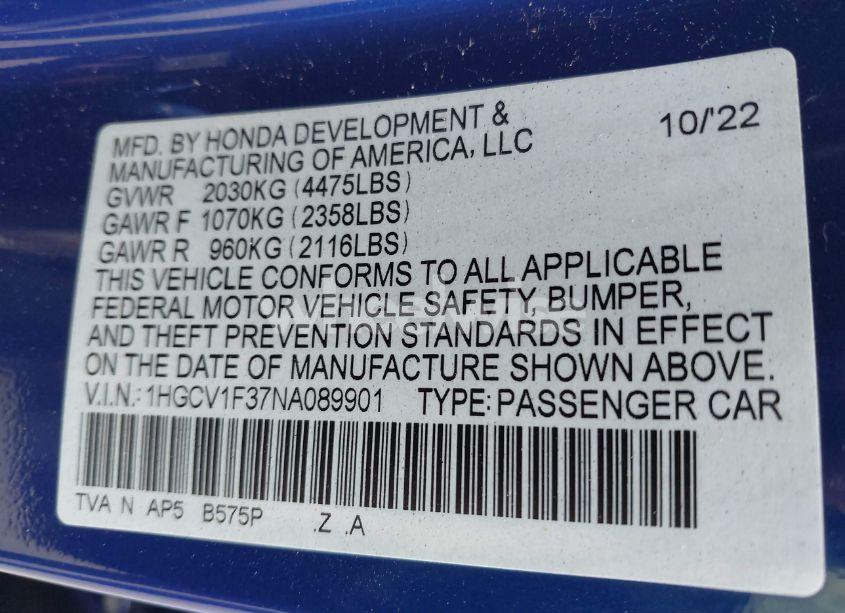 MFD. BY HONDA DEVELOPMENT & 10/'22
MANUFACTURING OF AMERICA, LLC
GVWR 2030KG (4475LBS)
GAWR F 1070KG (2358LBS)
GAWR R 960KG (2116LBS)
THIS VEHICLE CONFORMS TO ALL APPLICABLE
FEDERAL MOTOR VEHICLE SAFETY, BUMPER,
AND THEFT PREVENTION STANDARDS IN EFFECT
ON THE DATE OF MANUFACTURE SHOWN ABOVE.
V.I.N.: 1HGCV1F37NA089901 TYPE: PASSENGER CAR
TVA N AP5 B575P .Z .A